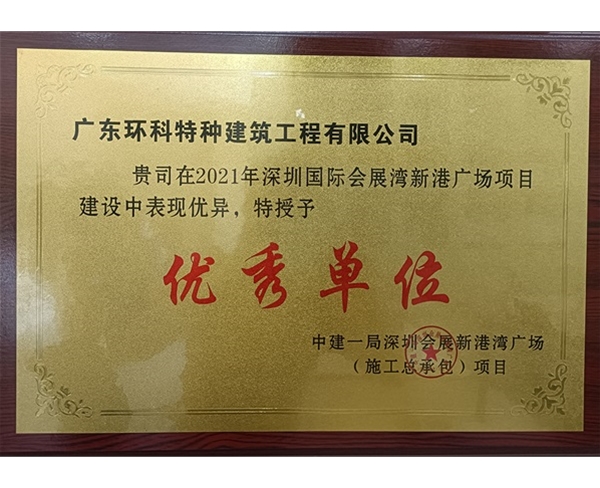 广东环科特种建筑工程有限公司
贵司在2021年深圳国际会展湾新港广场项目
建设中表现优异，特授予
优秀单位
中建一局深圳会展新港湾广场
（施工总承包）项目